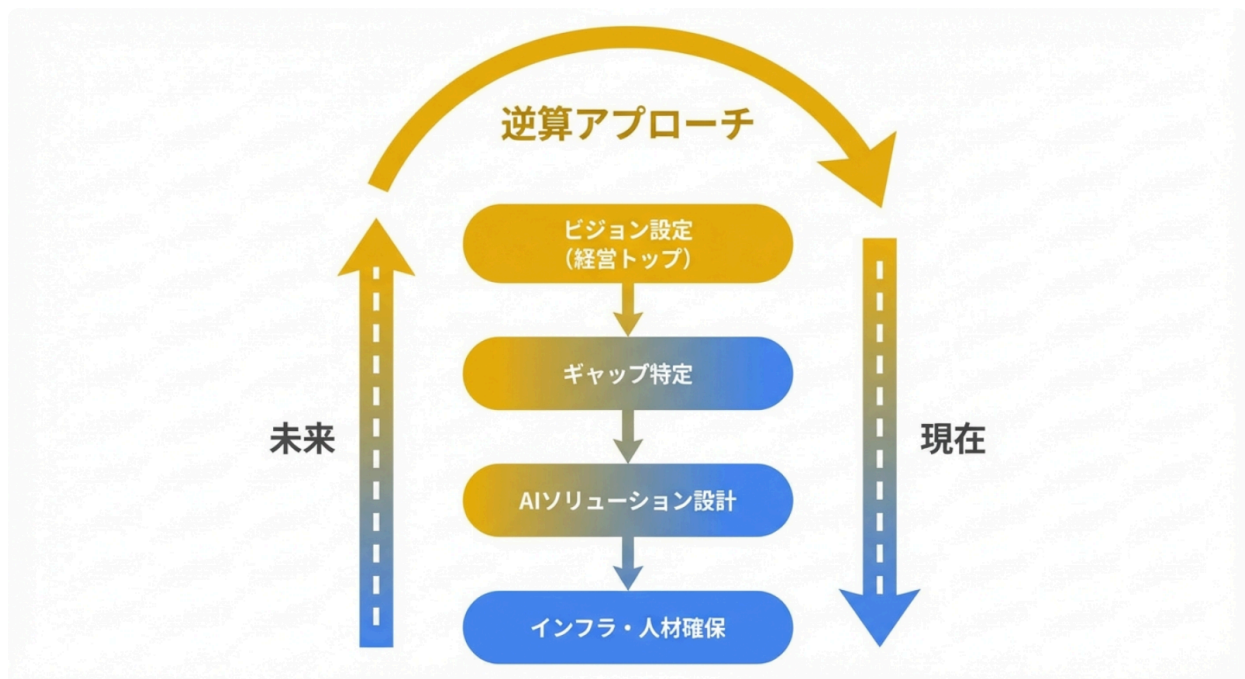 逆算アプローチ
ビジョン設定
（経営トップ）
ギャップ特定
未来
現在
AIソリューション設計
インフラ・人材確保